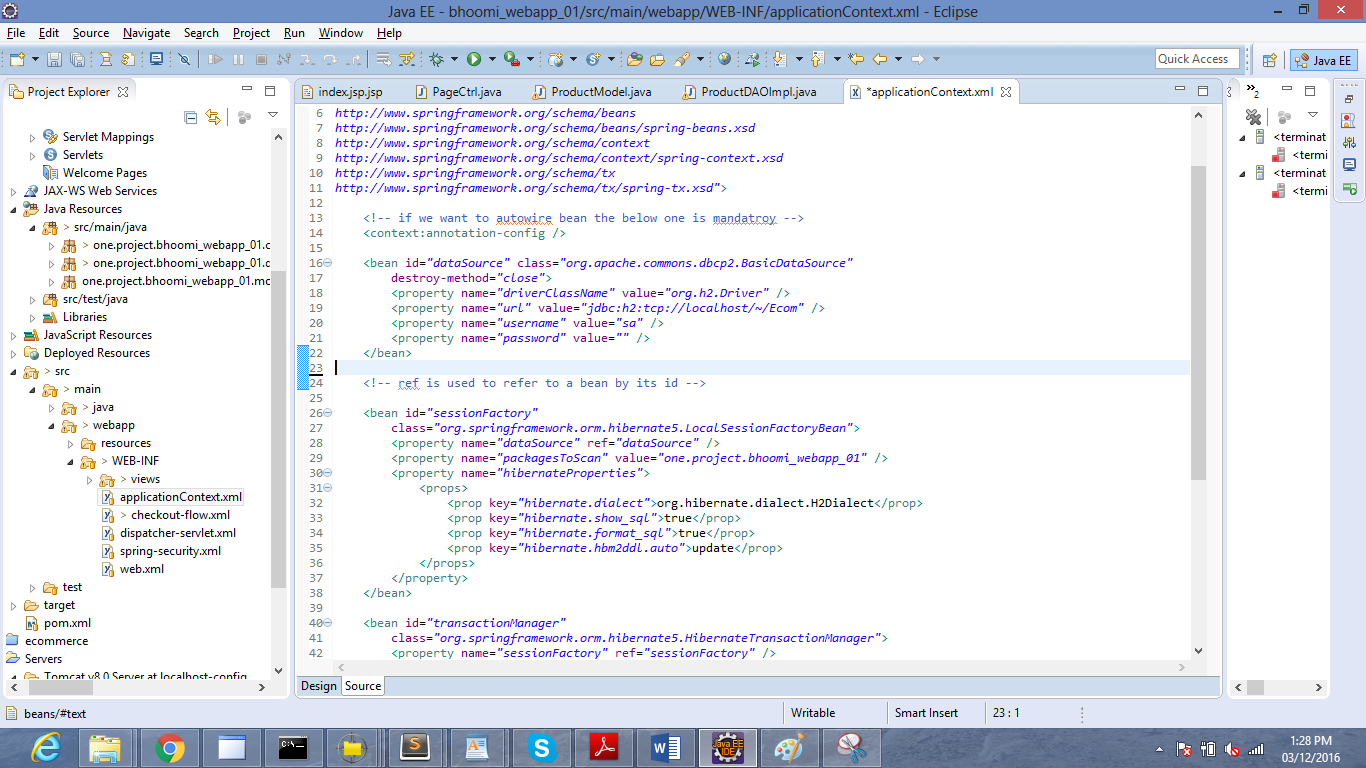 Java EE - bhoomi_webapp_01/src/main/webapp/WEB-INF/applicationContext.xml - Eclipse
File Edit Source Navigate Search Project Run Window Help
Quick Access
Java EE
Project Explorer
Servlet Mappings
Servlets
Welcome Pages
JAX-WS Web Services
Java Resources
> src/main/java
> one.project.bhoomi_webapp_01.c
> one.project.bhoomi_webapp_01.c
one.project.bhoomi_webapp_01.mc
src/test/java
Libraries
JavaScript Resources
Deployed Resources
> src
> main
> java
> webapp
resources
> WEB-INF
> views
applicationContext.xml
> checkout-flow.xml
dispatcher-servlet.xml
spring-security.xml
web.xml
test
target
pom.xml
ecommerce
Servers
Tomcat v8.0 Server at localhost-config
index.jsp.jsp PageCtrl.java ProductModel.java ProductDAOImpl.java *applicationContext.xml
6 http://www.springframework.org/schema/beans
7 http://www.springframework.org/schema/beans/spring-beans.xsd
8 http://www.springframework.org/schema/context
9 http://www.springframework.org/schema/context/spring-context.xsd
10 http://www.springframework.org/schema/tx
11 http://www.springframework.org/schema/tx/spring-tx.xsd">
12
13 <!-- if we want to autowire bean the below one is mandatroy -->
14 <context:annotation-config />
15
16 <bean id="dataSource" class="org.apache.commons.dbcp2.BasicDataSource"
17 destroy-method="close">
18 <property name="driverClassName" value="org.h2.Driver" />
19 <property name="url" value="jdbc:h2:tcp://localhost/~/Ecom" />
20 <property name="username" value="sa" />
21 <property name="password" value="" />
22 </bean>
23
24 <!-- ref is used to refer to a bean by its id -->
25
26 <bean id="sessionFactory"
27 class="org.springframework.orm.hibernate5.LocalSessionFactoryBean">
28 <property name="dataSource" ref="dataSource" />
29 <property name="packagesToScan" value="one.project.bhoomi_webapp_01" />
30 <property name="hibernateProperties">
31 <props>
32 <prop key="hibernate.dialect">org.hibernate.dialect.H2Dialect</prop>
33 <prop key="hibernate.show_sql">true</prop>
34 <prop key="hibernate.format_sql">true</prop>
35 <prop key="hibernate.hbm2ddl.auto">update</prop>
36 </props>
37 </property>
38 </bean>
39
40 <bean id="transactionManager"
41 class="org.springframework.orm.hibernate5.HibernateTransactionManager">
42 <property name="sessionFactory" ref="sessionFactory" />
Design Source
»2
<terminat
<termi
<terminat
<termi
beans/#text Writable Smart Insert 23 : 1
1:28 PM
03/12/2016